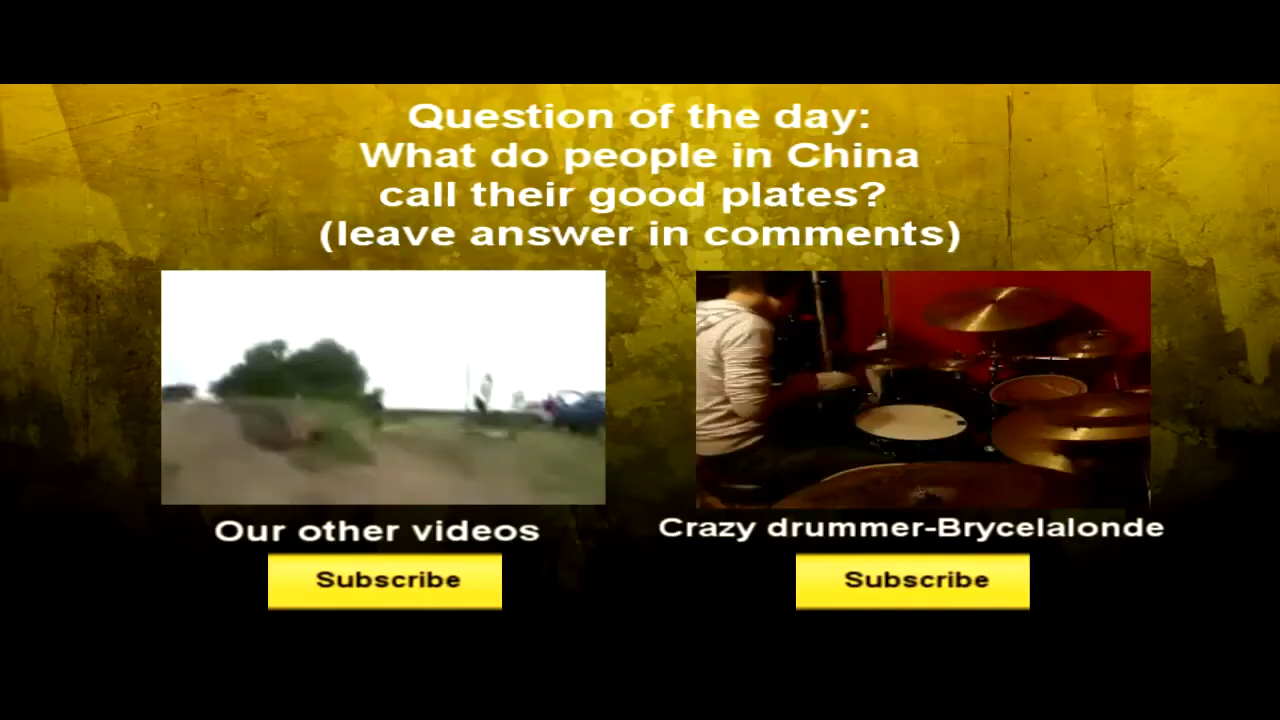 Question of the day:
What do people in China
call their good plates?
(leave answer in comments)
Our other videos
Crazy drummer-Brycelalonde
Subscribe
Subscribe